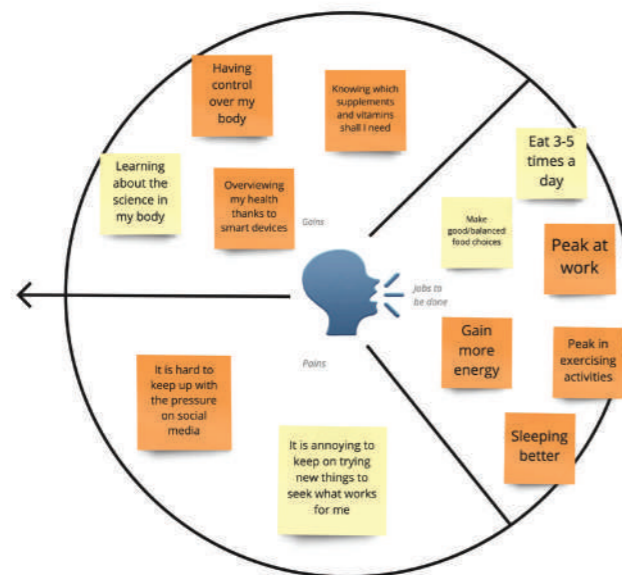 Having
control
over my
body
Knowing which
supplements
and vitamins
shall I need
Learning
about the
science in
my body
Overviewing
my health
thanks to
smart devices
Gains
Eat 3-5
times a
day
Make
good/balanced
food choices
Peak at
work
Jobs to
be done
Gain
more
energy
Peak in
exercising
activities
Sleeping
better
Pains
It is hard to
keep up with
the pressure
on social
media
It is annoying to
keep on trying
new things to
seek what works
for me